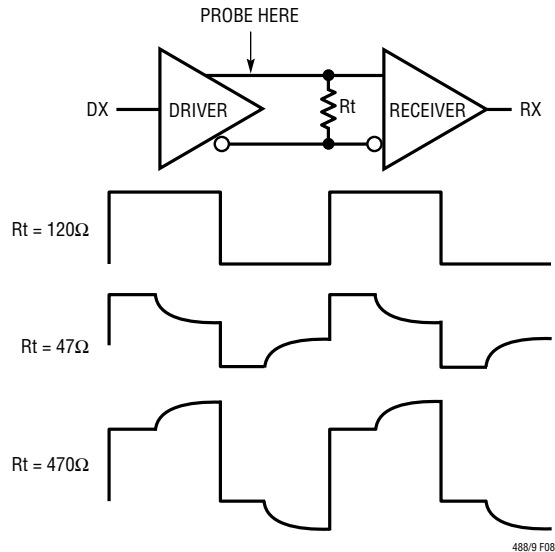 PROBE HERE
DX
DRIVER
Rt
RECEIVER
RX
Rt = 120Ω
Rt = 47Ω
Rt = 470Ω
488/9 F08